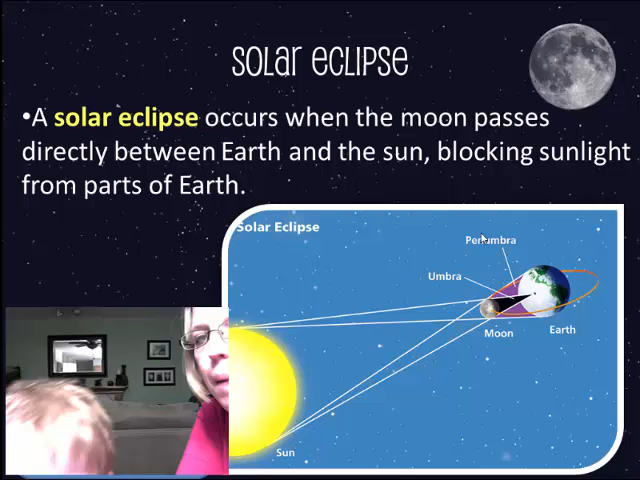 Solar Eclipse
•A solar eclipse occurs when the moon passes
directly between Earth and the sun, blocking sunlight
from parts of Earth.
Solar Eclipse
Penumbra
Umbra
Moon
Earth
Sun